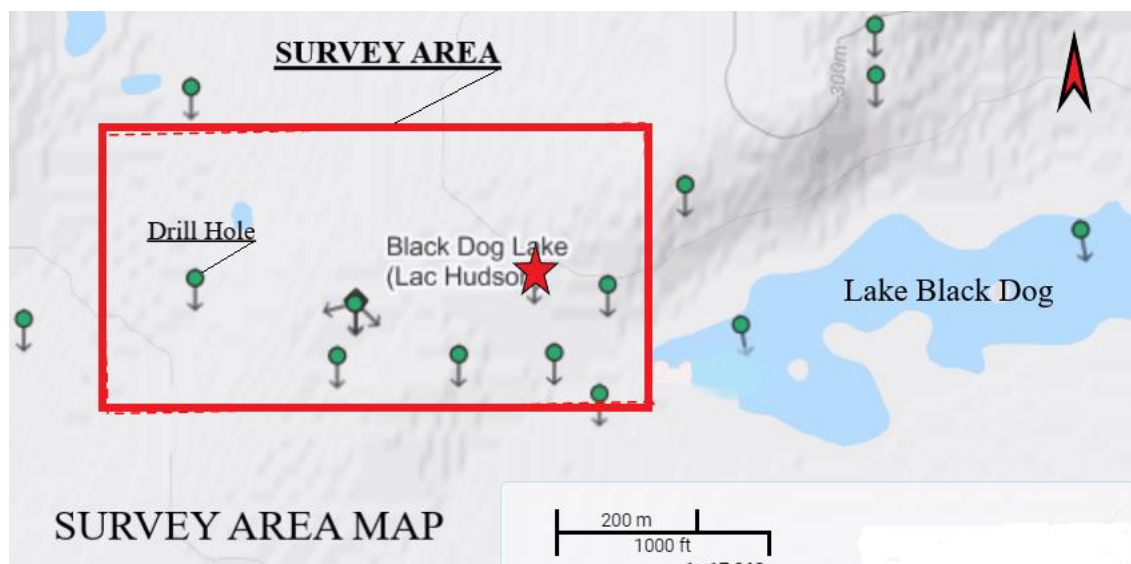 SURVEY AREA
300m
Drill Hole
Black Dog Lake
(Lac Hudson
Lake Black Dog
SURVEY AREA MAP
200 m
1000 ft